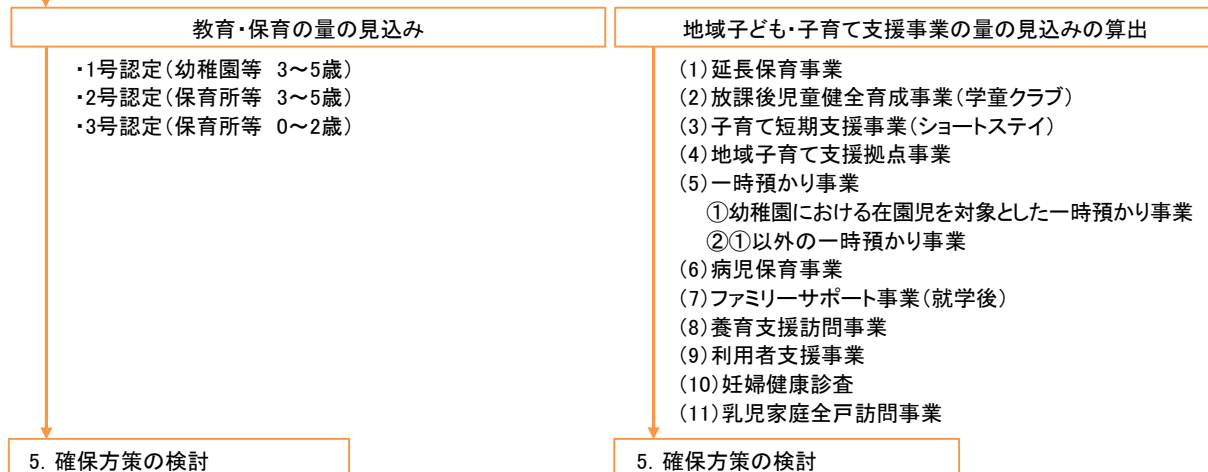 教育・保育の量の見込み
・1号認定（幼稚園等　3～5歳）
・2号認定（保育所等　3～5歳）
・3号認定（保育所等　0～2歳）
5．確保方策の検討
地域子ども・子育て支援事業の量の見込みの算出
(1)延長保育事業
(2)放課後児童健全育成事業（学童クラブ）
(3)子育て短期支援事業（ショートステイ）
(4)地域子育て支援拠点事業
(5)一時預かり事業
①幼稚園における在園児を対象とした一時預かり事業
②①以外の一時預かり事業
(6)病児保育事業
(7)ファミリーサポート事業（就学後）
(8)養育支援訪問事業
(9)利用者支援事業
(10)妊婦健康診査
(11)乳児家庭全戸訪問事業
5．確保方策の検討